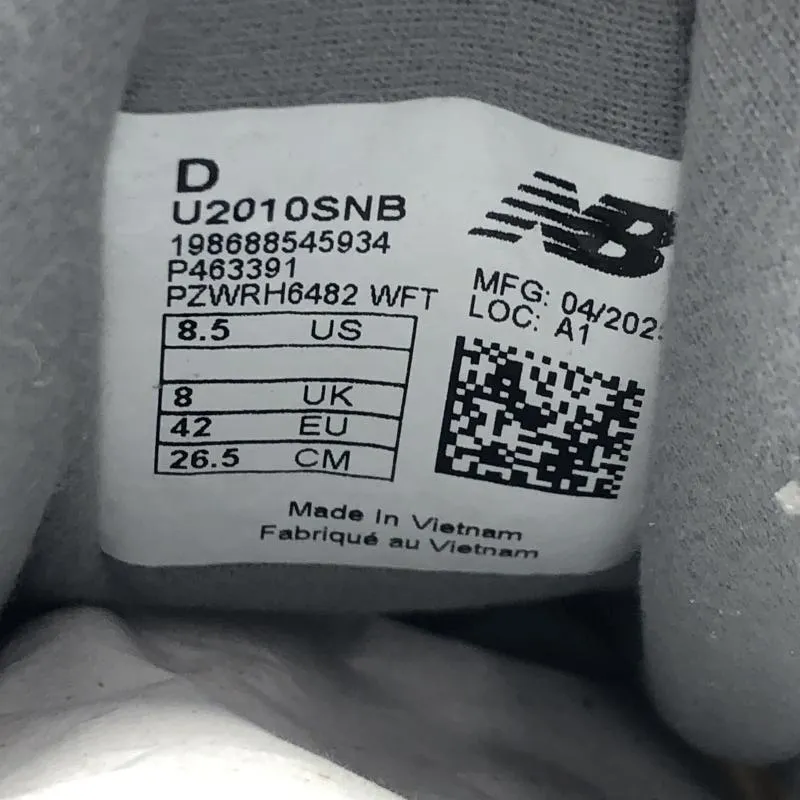 D
U2010SNB
198688545934
P463391
PZWRH6482 WFT
8.5 US
8 UK
42 EU
26.5 CM
NB
MFG: 04/202
LOC: A1
Made In Vietnam
Fabriqué au Vietnam